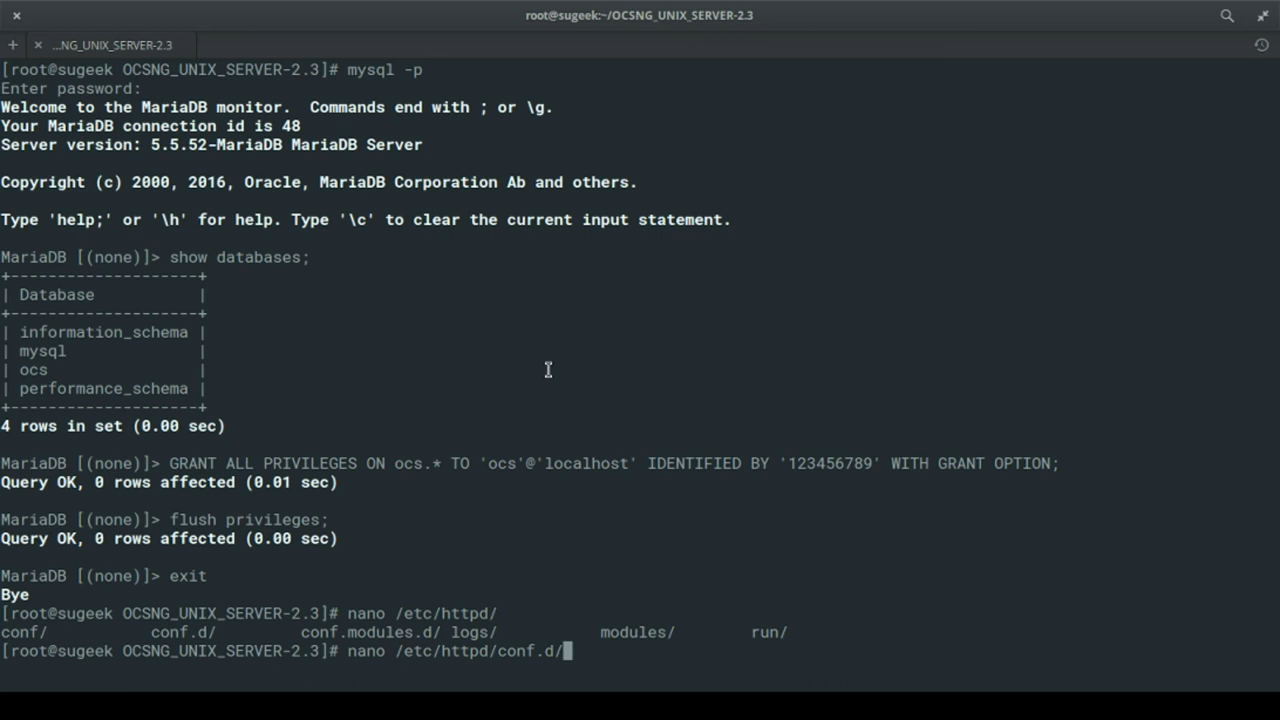 root@sugeek:~/OCSNG_UNIX_SERVER-2.3
...NG_UNIX_SERVER-2.3
[root@sugeek OCSNG_UNIX_SERVER-2.3]# mysql -p
Enter password:
Welcome to the MariaDB monitor.  Commands end with ; or \g.
Your MariaDB connection id is 48
Server version: 5.5.52-MariaDB MariaDB Server
Copyright (c) 2000, 2016, Oracle, MariaDB Corporation Ab and others.
Type 'help;' or '\h' for help. Type '\c' to clear the current input statement.
MariaDB [(none)]> show databases;
+--------------------+
| Database           |
+--------------------+
| information_schema |
| mysql              |
| ocs                |
| performance_schema |
+--------------------+
4 rows in set (0.00 sec)
MariaDB [(none)]> GRANT ALL PRIVILEGES ON ocs.* TO 'ocs'@'localhost' IDENTIFIED BY '123456789' WITH GRANT OPTION;
Query OK, 0 rows affected (0.01 sec)
MariaDB [(none)]> flush privileges;
Query OK, 0 rows affected (0.00 sec)
MariaDB [(none)]> exit
Bye
[root@sugeek OCSNG_UNIX_SERVER-2.3]# nano /etc/httpd/
conf/           conf.d/         conf.modules.d/ logs/           modules/        run/
[root@sugeek OCSNG_UNIX_SERVER-2.3]# nano /etc/httpd/conf.d/